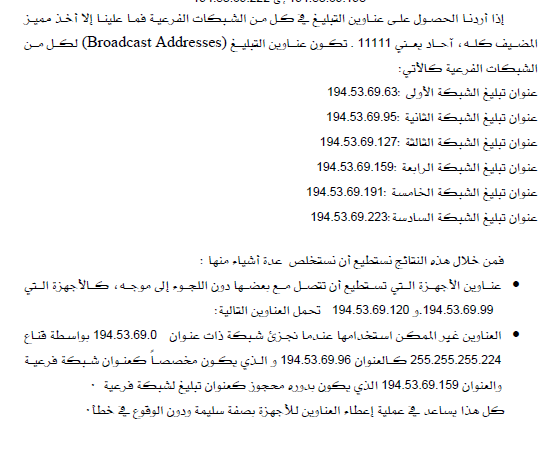 إذا أردنا الحصول على عناوين التبليغ في كل من الشبكات الفرعية فما علينا إلا أخذ مميز
المضيف كله، آحاد يعني 11111 . تكون عناوين التبليغ (Broadcast Addresses) لكل من
الشبكات الفرعية كالآتي:
عنوان تبليغ الشبكة الأولى :194.53.69.63
عنوان تبليغ الشبكة الثانية :194.53.69.95
عنوان تبليغ الشبكة الثالثة :194.53.69.127
عنوان تبليغ الشبكة الرابعة :194.53.69.159
عنوان تبليغ الشبكة الخامسة :194.53.69.191
عنوان تبليغ الشبكة السادسة:194.53.69.223
فمن خلال هذه النتائج نستطيع أن نستخلص عدة أشياء منها :
• عناوين الأجهزة التي تستطيع أن تتصل مع بعضها دون اللجوء إلى موجه، كالأجهزة التي
تحمل العناوين التالية: 194.53.69.120 و.194.53.69.99
• العناوين غير الممكن استخدامها عندما نجزئ شبكة ذات عنوان 194.53.69.0 بواسطة قناع
255.255.255.224 كالعنوان 194.53.69.96 و الذي يكون مخصصاً كعنوان شبكة فرعية
والعنوان 194.53.69.159 الذي يكون بدوره محجوز كعنوان تبليغ لشبكة فرعية .
كل هذا يساعد في عملية إعطاء العناوين للأجهزة بصفة سليمة ودون الوقوع في خطأ.